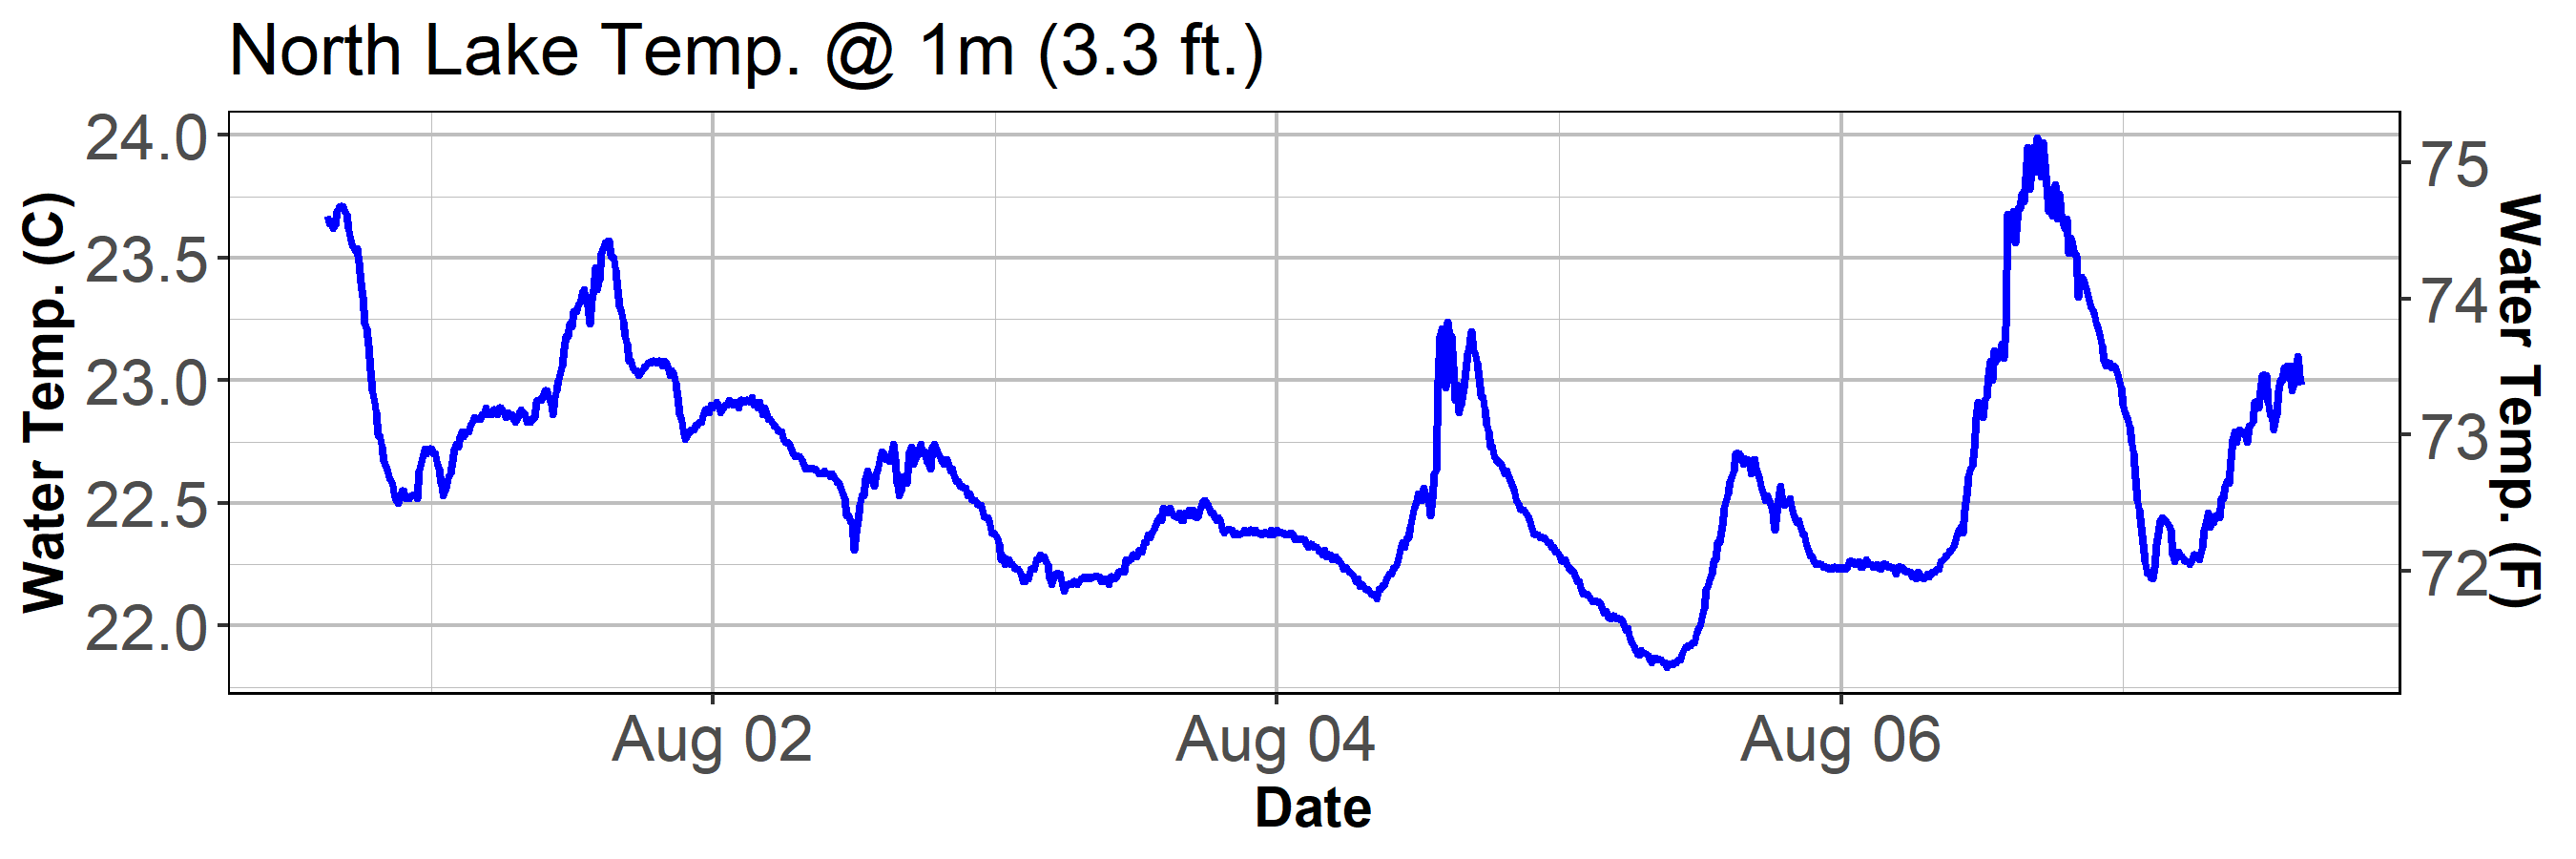 North Lake Temp. @ 1m (3.3 ft.)
Water Temp. (C)
24.0
23.5
23.0
22.5
22.0
75
74
73
72
Water Temp. (F)
Aug 02
Aug 04
Aug 06
Date